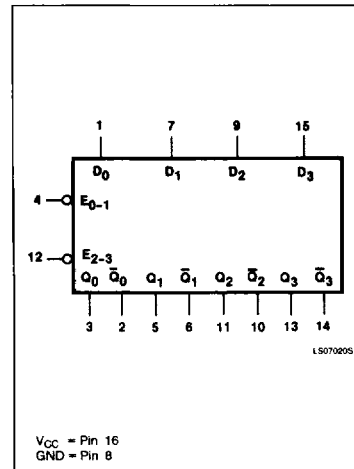 1 7 9 15
D0 D1 D2 D3
4 E0-1
12 E2-3
Q0 Q̅0 Q1 Q̅1 Q2 Q̅2 Q3 Q̅3
3 2 5 6 11 10 13 14
LS07020S
VCC = Pin 16
GND = Pin 8